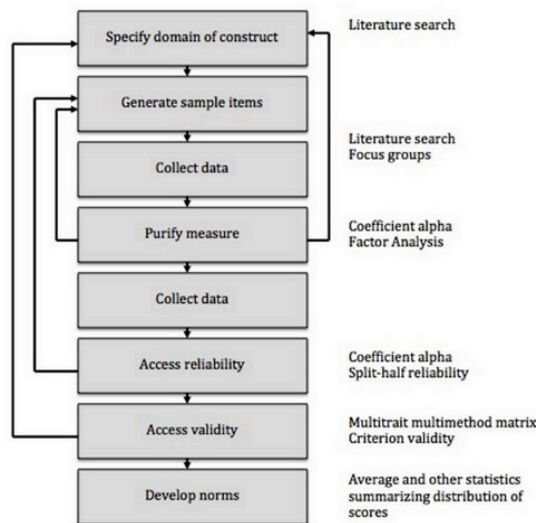 Specify domain of construct
Literature search
Generate sample items
Literature search
Focus groups
Collect data
Purify measure
Coefficient alpha
Factor Analysis
Collect data
Access reliability
Coefficient alpha
Split-half reliability
Access validity
Multitrait multimethod matrix
Criterion validity
Develop norms
Average and other statistics
summarizing distribution of
scores